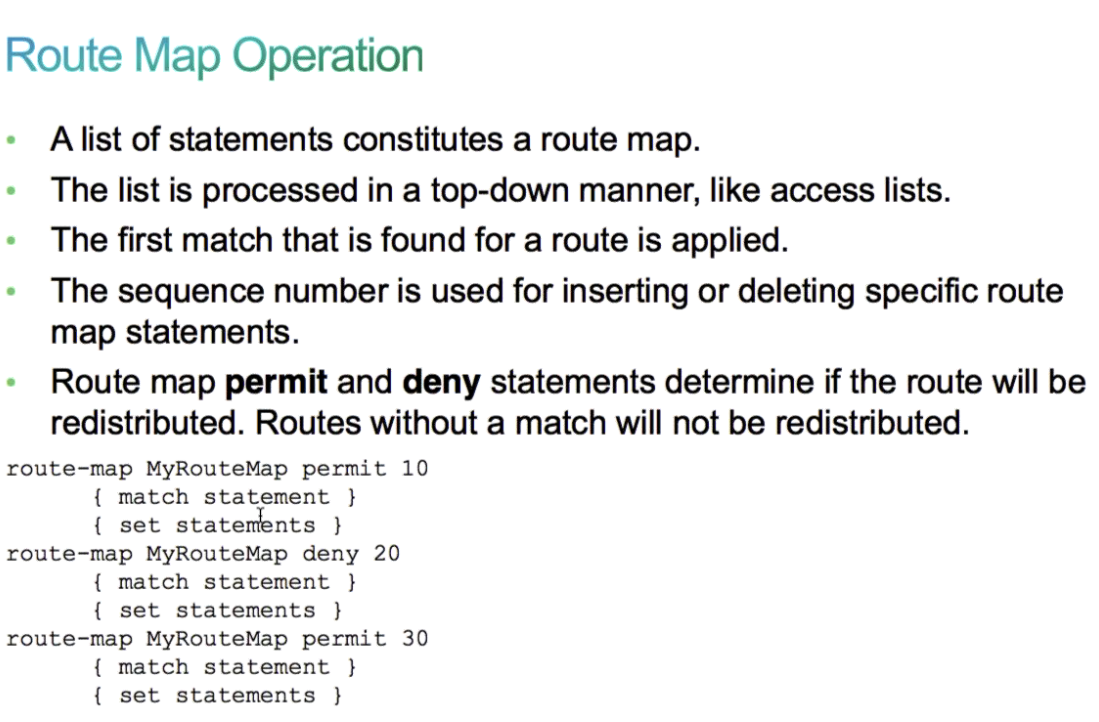 Route Map Operation
• A list of statements constitutes a route map.
• The list is processed in a top-down manner, like access lists.
• The first match that is found for a route is applied.
• The sequence number is used for inserting or deleting specific route
map statements.
• Route map permit and deny statements determine if the route will be
redistributed. Routes without a match will not be redistributed.
route-map MyRouteMap permit 10
{ match statement }
{ set statements }
route-map MyRouteMap deny 20
{ match statement }
{ set statements }
route-map MyRouteMap permit 30
{ match statement }
{ set statements }